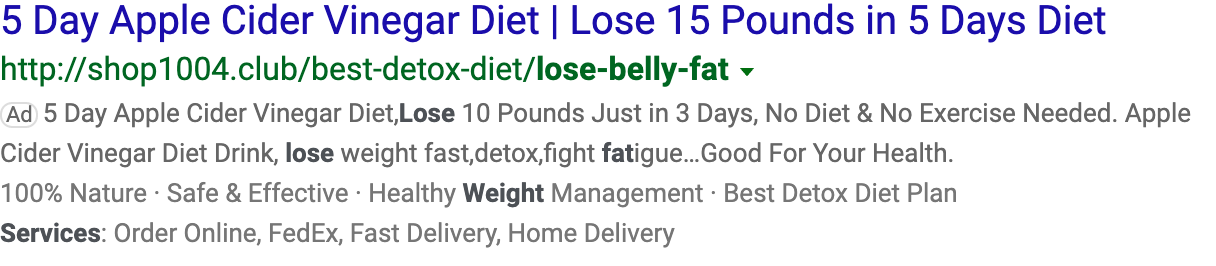 5 Day Apple Cider Vinegar Diet | Lose 15 Pounds in 5 Days Diet
http://shop1004.club/best-detox-diet/lose-belly-fat
Ad 5 Day Apple Cider Vinegar Diet,Lose 10 Pounds Just in 3 Days, No Diet & No Exercise Needed. Apple
Cider Vinegar Diet Drink, lose weight fast,detox,fight fatigue...Good For Your Health.
100% Nature · Safe & Effective · Healthy Weight Management · Best Detox Diet Plan
Services: Order Online, FedEx, Fast Delivery, Home Delivery